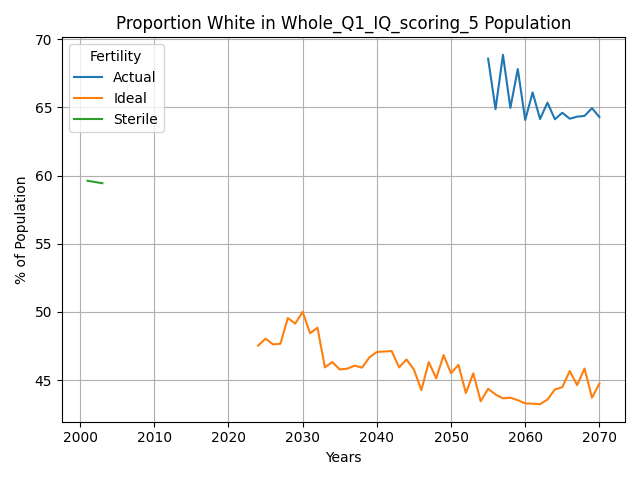 Proportion White in Whole_Q1_IQ_scoring_5 Population
70
65
60
55
50
45
% of Population
Fertility
Actual
Ideal
Sterile
2000 2010 2020 2030 2040 2050 2060 2070
Years